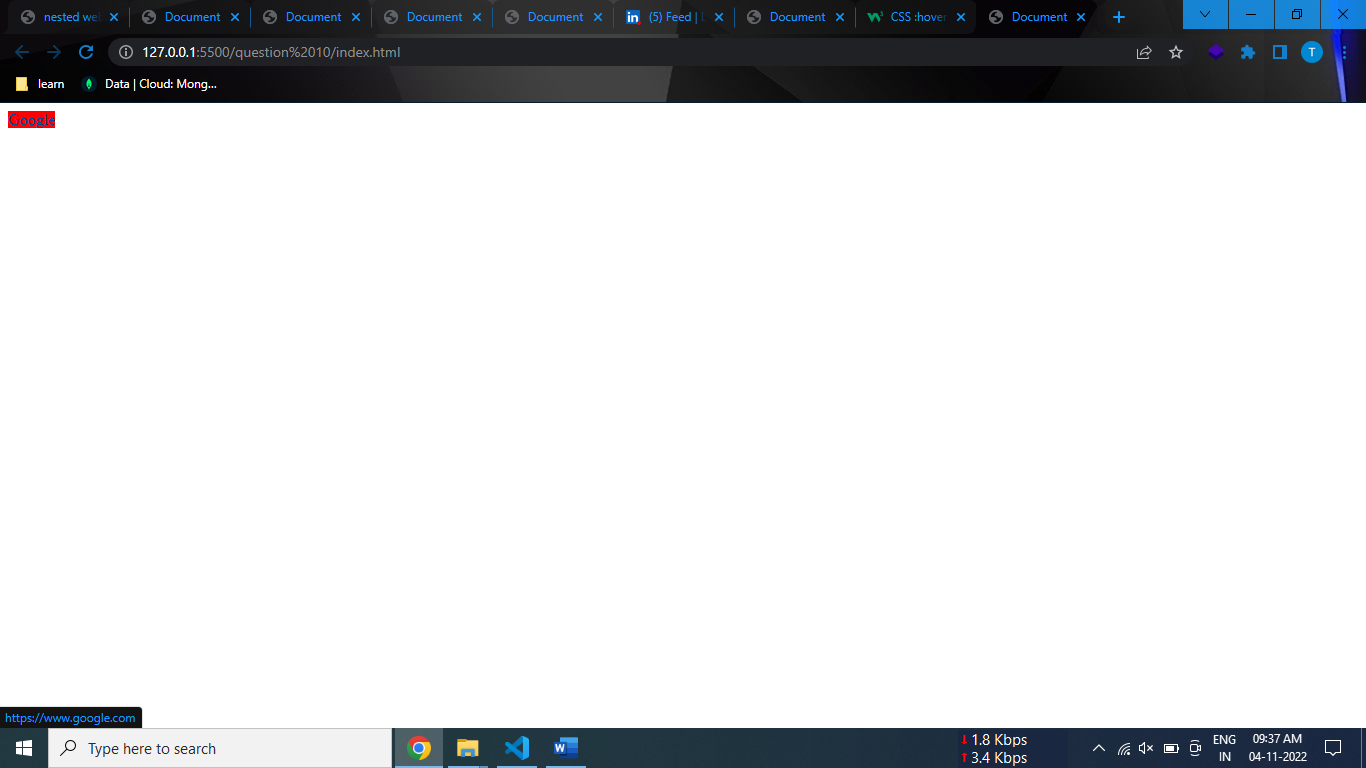 nested we
Document
Document
Document
Document
(5) Feed |
Document
CSS :hover
Document
127.0.0.1:5500/question%2010/index.html
T
learn
Data | Cloud: Mong...
Google
https://www.google.com
Type here to search
1.8 Kbps
3.4 Kbps
ENG
IN
09:37 AM
04-11-2022